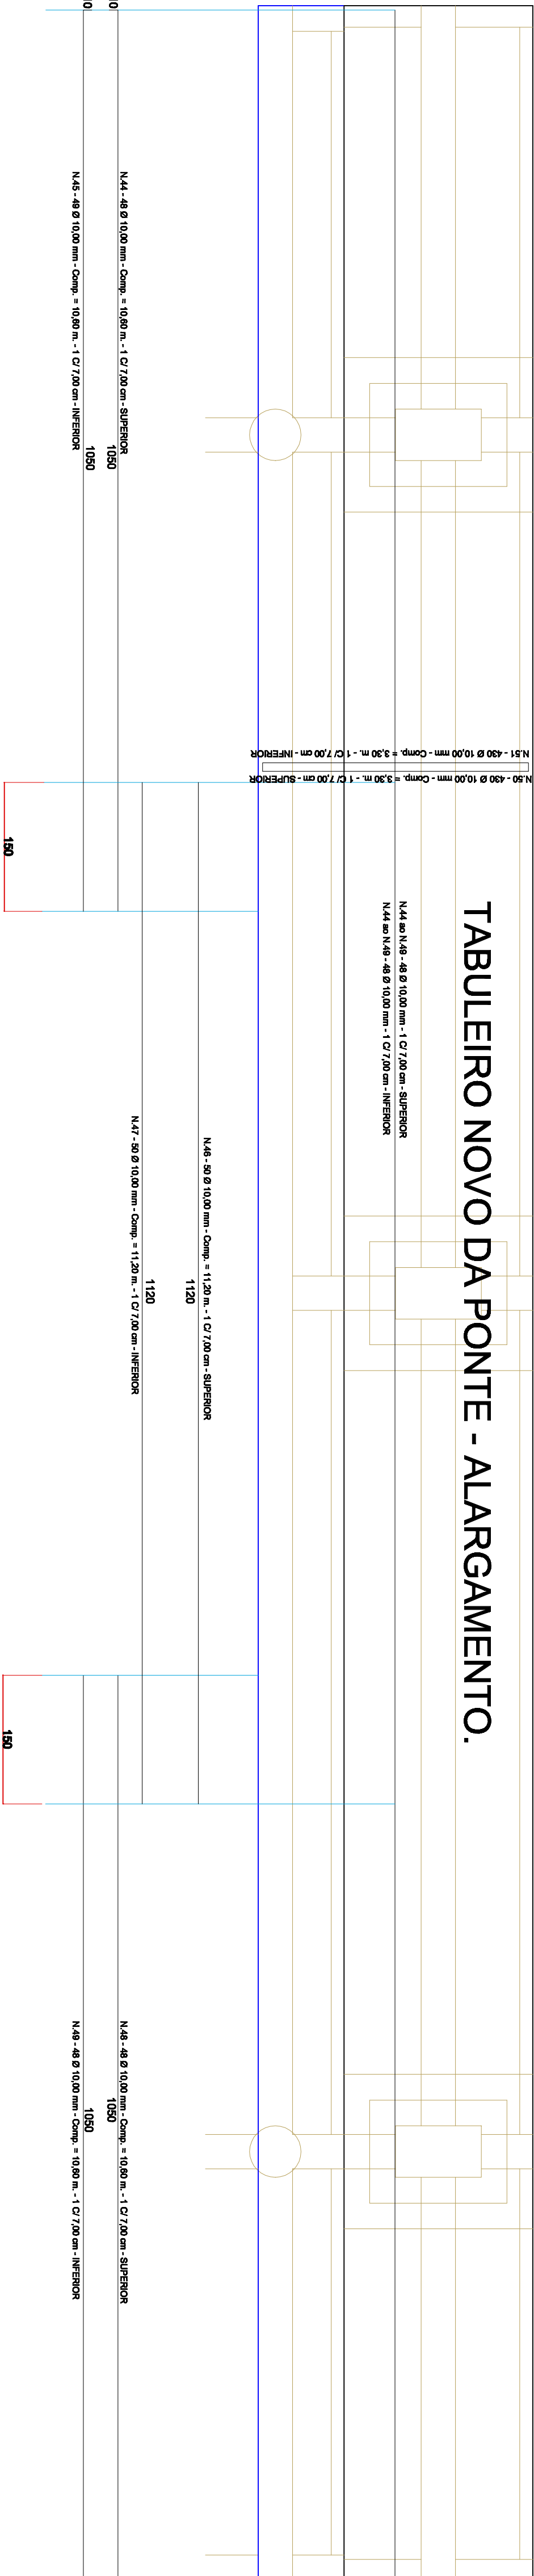 TABULEIRO NOVO DA PONTE - ALARGAMENTO.
N.44 ao N.49 - 48 Ø 10,00 mm - 1 C/ 7,00 cm - SUPERIOR
N.44 ao N.49 - 48 Ø 10,00 mm - 1 C/ 7,00 cm - INFERIOR
N.51 - 430 Ø 10,00 mm - Comp. = 3,30 m. - 1 C/ 7,00 cm - INFERIOR
N.50 - 430 Ø 10,00 mm - Comp. = 3,30 m. - 1 C/ 7,00 cm - SUPERIOR
N.46 - 50 Ø 10,00 mm - Comp. = 11,20 m. - 1 C/ 7,00 cm - SUPERIOR
1120
1120
N.47 - 50 Ø 10,00 mm - Comp. = 11,20 m. - 1 C/ 7,00 cm - INFERIOR
N.44 - 48 Ø 10,00 mm - Comp. = 10,60 m. - 1 C/ 7,00 cm - SUPERIOR
1050
1050
N.45 - 49 Ø 10,00 mm - Comp. = 10,60 m. - 1 C/ 7,00 cm - INFERIOR
N.48 - 48 Ø 10,00 mm - Comp. = 10,60 m. - 1 C/ 7,00 cm - SUPERIOR
1050
1050
N.49 - 48 Ø 10,00 mm - Comp. = 10,60 m. - 1 C/ 7,00 cm - INFERIOR
150
150